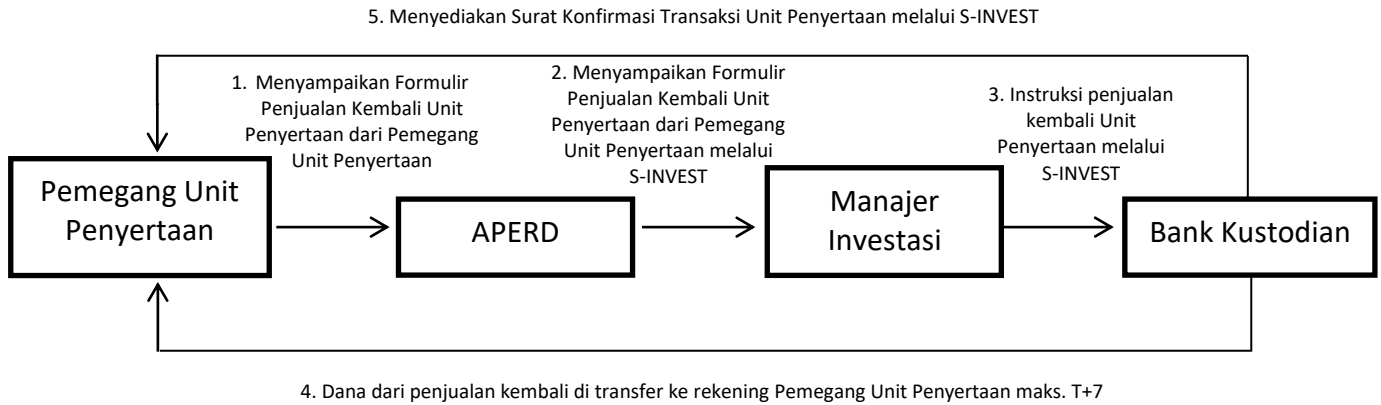 5. Menyediakan Surat Konfirmasi Transaksi Unit Penyertaan melalui S-INVEST
1. Menyampaikan Formulir
Penjualan Kembali Unit
Penyertaan dari Pemegang
Unit Penyertaan
2. Menyampaikan Formulir
Penjualan Kembali Unit
Penyertaan dari Pemegang
Unit Penyertaan melalui
S-INVEST
3. Instruksi penjualan
kembali Unit
Penyertaan melalui
S-INVEST
Pemegang Unit
Penyertaan
APERD
Manajer
Investasi
Bank Kustodian
4. Dana dari penjualan kembali di transfer ke rekening Pemegang Unit Penyertaan maks. T+7